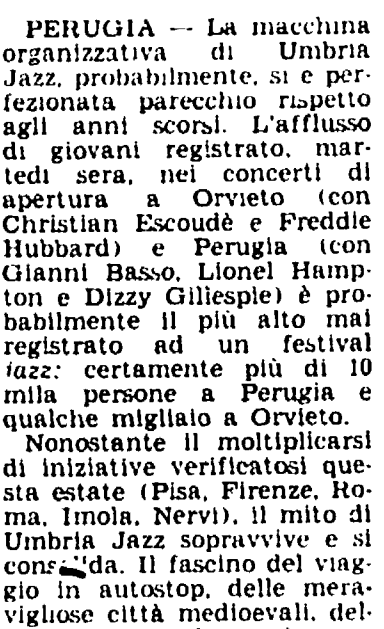 PERUGIA — La macchina
organizzativa di Umbria
Jazz, probabilmente, si e per-
fezionata parecchio rispetto
agli anni scorsi. L'afflusso
di giovani registrato, mar-
tedì sera, nei concerti di
apertura a Orvieto (con
Christian Escoudè e Freddie
Hubbard) e Perugia (con
Gianni Basso, Lionel Hamp-
ton e Dizzy Gillespie) è pro-
babilmente il più alto mai
registrato ad un festival
jazz: certamente più di 10
mila persone a Perugia e
qualche migliaio a Orvieto.
Nonostante il moltiplicarsi
di iniziative verificatosi que-
sta estate (Pisa, Firenze, Ro-
ma, Imola, Nervi), il mito di
Umbria Jazz sopravvive e si
consolida. Il fascino del viag-
gio in autostop, delle mera-
vigliose città medioevali, del-